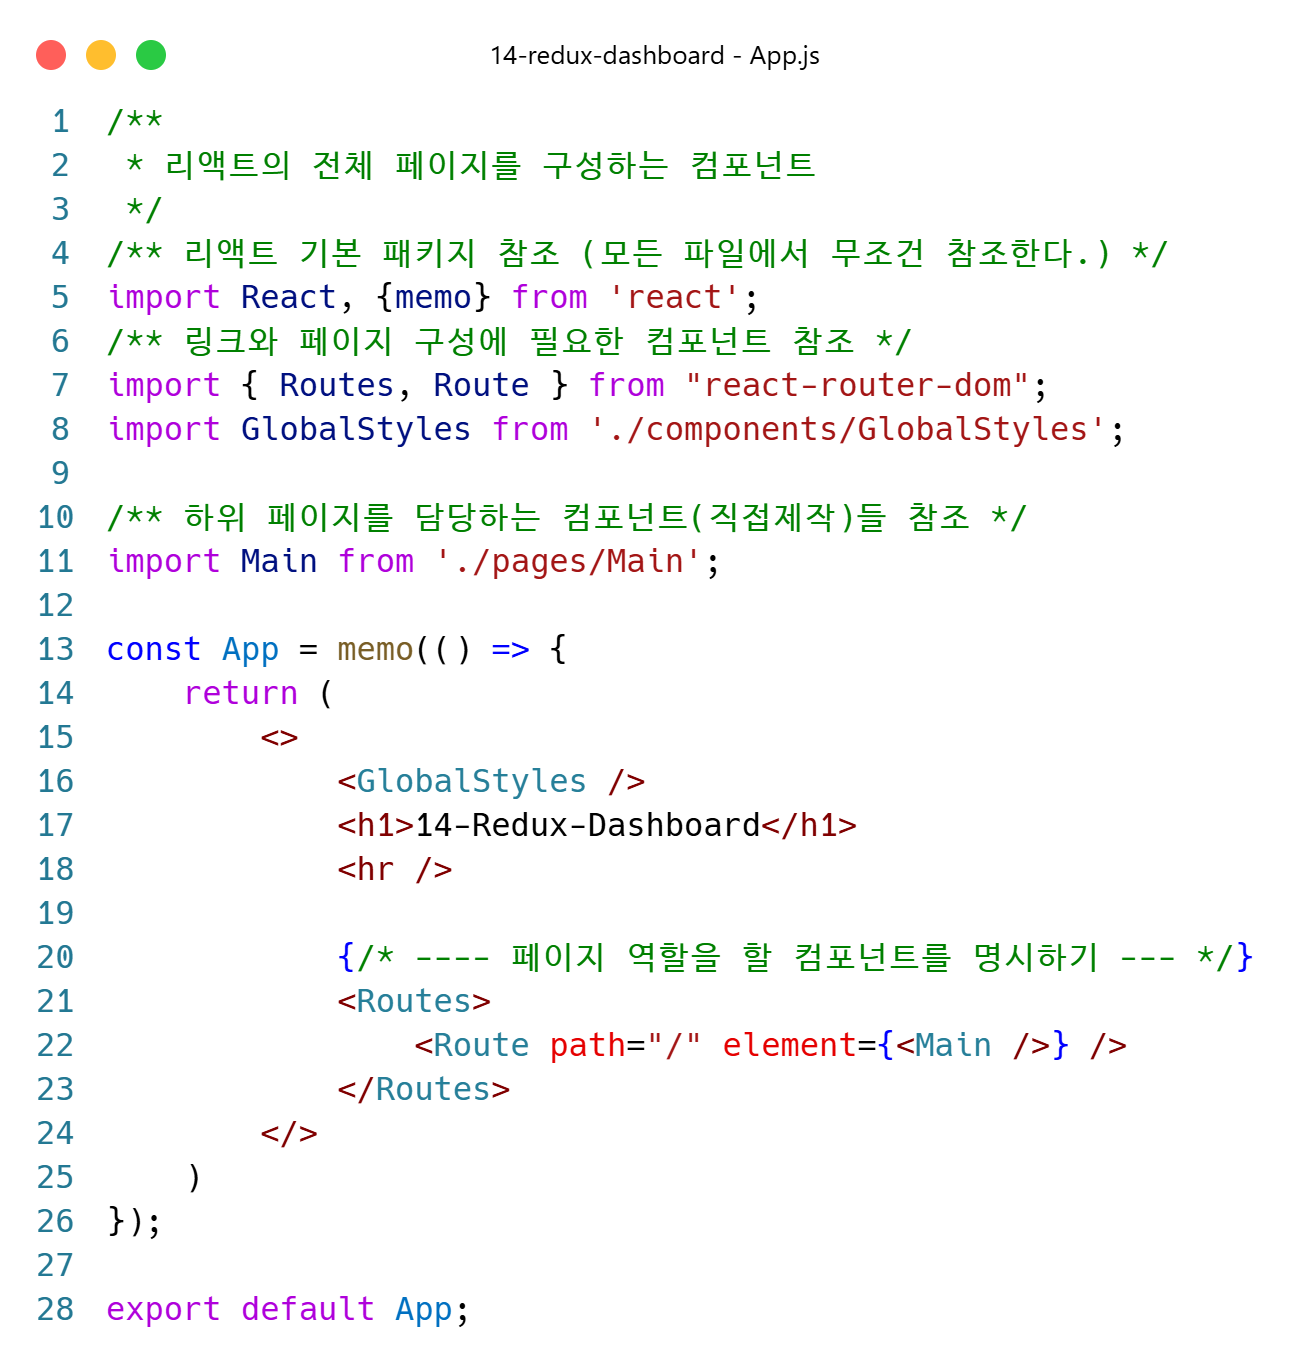 14-redux-dashboard - App.js
1 /**
2  * 리액트의 전체 페이지를 구성하는 컴포넌트
3  */
4 /** 리액트 기본 패키지 참조 (모든 파일에서 무조건 참조한다.) */
5 import React, {memo} from 'react';
6 /** 링크와 페이지 구성에 필요한 컴포넌트 참조 */
7 import { Routes, Route } from "react-router-dom";
8 import GlobalStyles from './components/GlobalStyles';
9
10 /** 하위 페이지를 담당하는 컴포넌트(직접제작)들 참조 */
11 import Main from './pages/Main';
12
13 const App = memo(() => {
14     return (
15         <>
16             <GlobalStyles />
17             <h1>14-Redux-Dashboard</h1>
18             <hr />
19
20             {/* ---- 페이지 역할을 할 컴포넌트를 명시하기 --- */}
21             <Routes>
22                 <Route path="/" element={<Main />} />
23             </Routes>
24         </>
25     )
26 });
27
28 export default App;